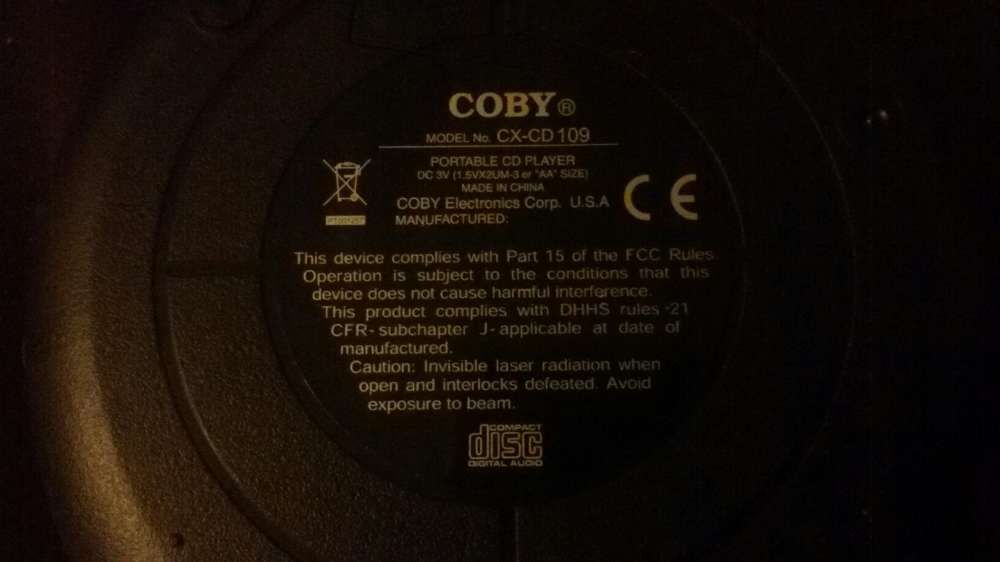 COBY®
MODEL No. CX-CD109
PORTABLE CD PLAYER
DC 3V (1.5VX2UM-3 or "AA" SIZE)
MADE IN CHINA
COBY Electronics Corp. U.S.A
MANUFACTURED:
CE
This device complies with Part 15 of the FCC Rules.
Operation is subject to the conditions that this
device does not cause harmful interference.
This product complies with DHHS rules -21
CFR- subchapter J- applicable at date of
manufactured.
Caution: Invisible laser radiation when
open and interlocks defeated. Avoid
exposure to beam.
COMPACT
disc
DIGITAL AUDIO